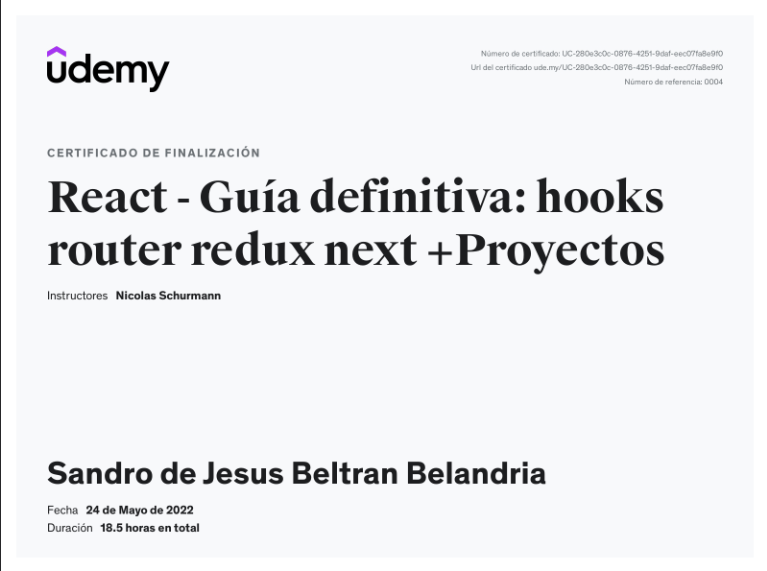 udemy
Número de certificado: UC-280e3c0c-0876-4251-9daf-eec07fa8e9f0
Url del certificado ude.my/UC-280e3c0c-0876-4251-9daf-eec07fa8e9f0
Número de referencia: 0004
CERTIFICADO DE FINALIZACIÓN
React - Guía definitiva: hooks
router redux next +Proyectos
Instructores Nicolas Schurmann
Sandro de Jesus Beltran Belandria
Fecha 24 de Mayo de 2022
Duración 18.5 horas en total